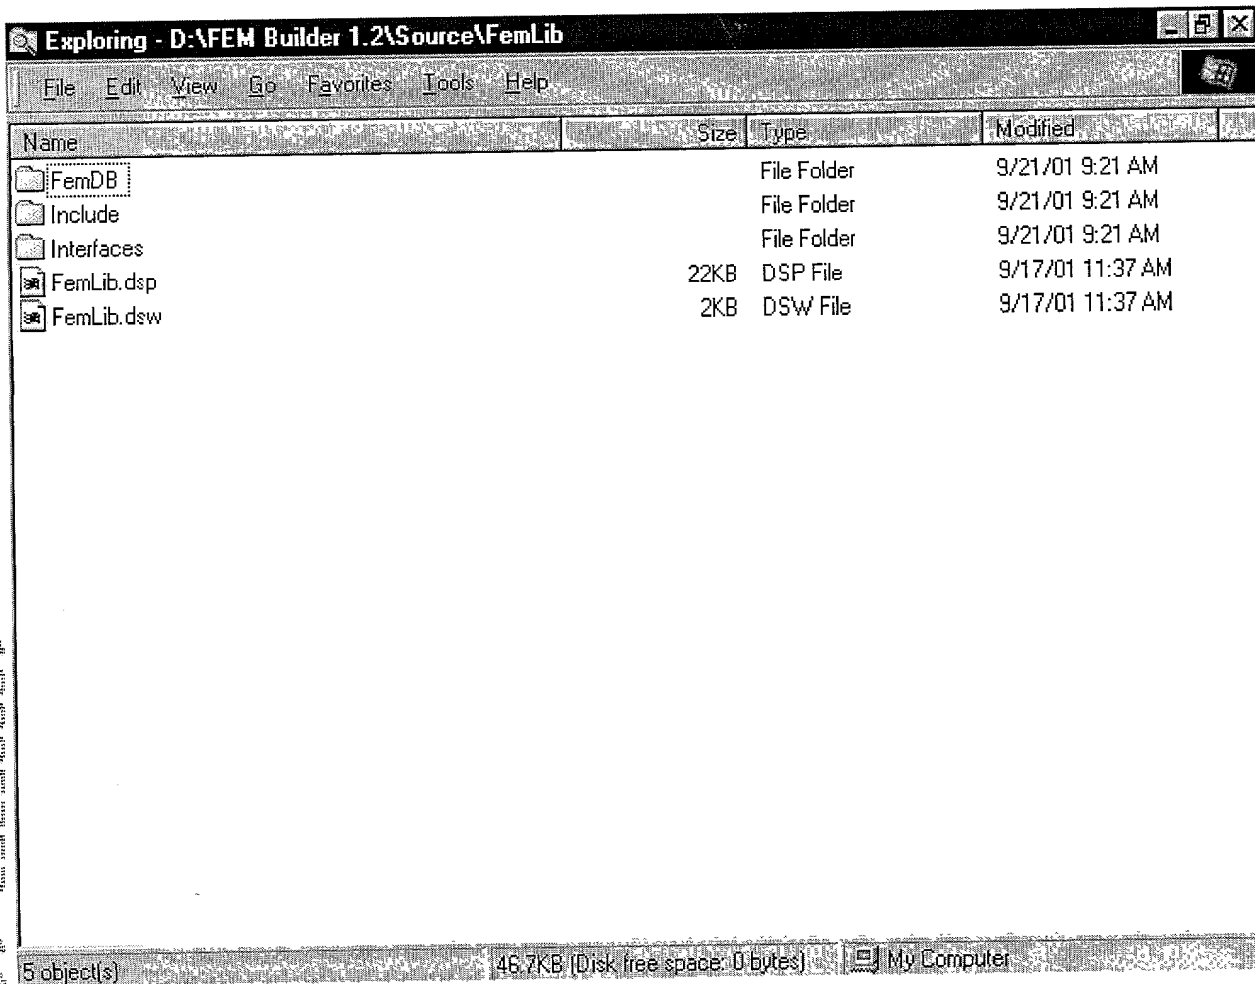 Exploring - D:\FEM Builder 1.2\Source\FemLib
File Edit View Go Favorites Tools Help
Name Size Type Modified
FemDB File Folder 9/21/01 9:21 AM
Include File Folder 9/21/01 9:21 AM
Interfaces File Folder 9/21/01 9:21 AM
FemLib.dsp 22KB DSP File 9/17/01 11:37 AM
FemLib.dsw 2KB DSW File 9/17/01 11:37 AM
5 object(s) 46.7KB (Disk free space: 0 bytes) My Computer